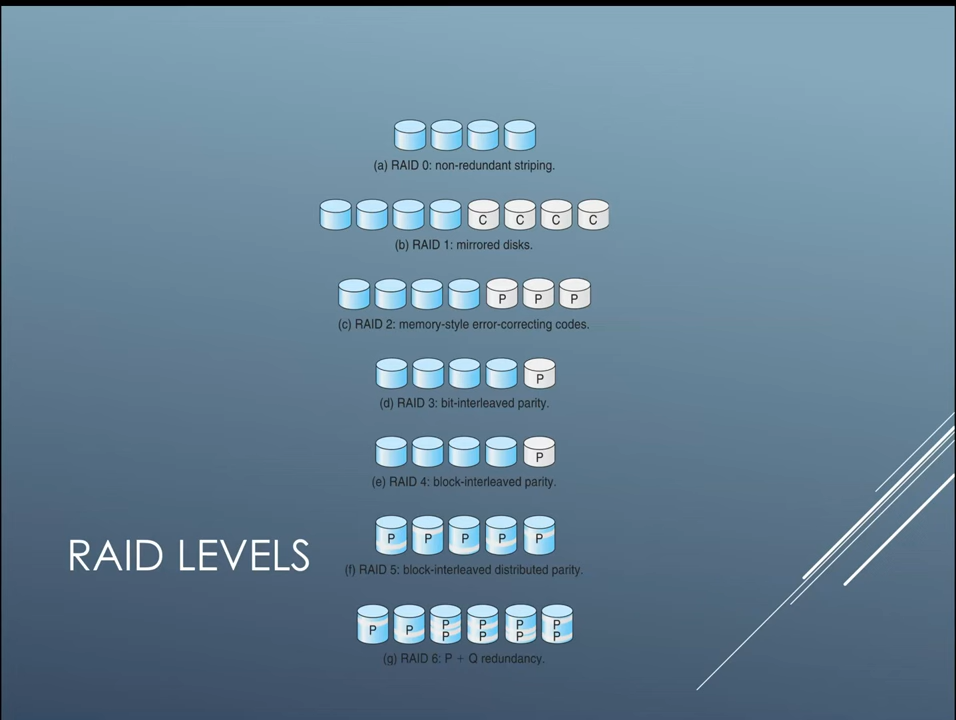 (a) RAID 0: non-redundant striping.
C C C C
(b) RAID 1: mirrored disks.
P P P
(c) RAID 2: memory-style error-correcting codes.
P
(d) RAID 3: bit-interleaved parity.
P
(e) RAID 4: block-interleaved parity.
P P P P P
(f) RAID 5: block-interleaved distributed parity.
P P P P P P
P P P P
(g) RAID 6: P + Q redundancy.
RAID LEVELS